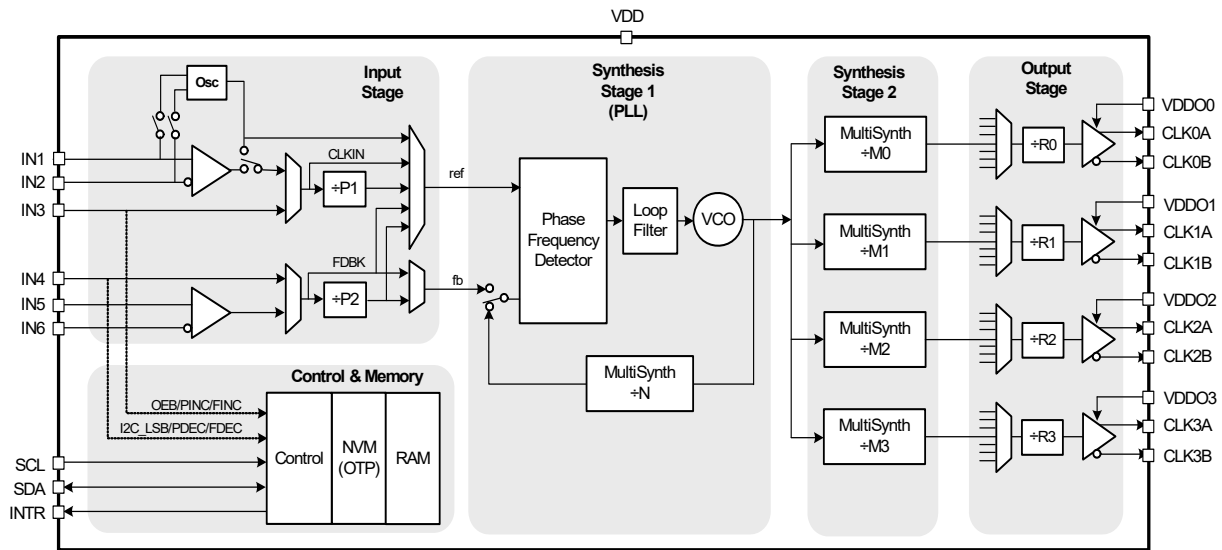 VDD
Input
Stage
Osc
IN1
IN2
IN3
CLKIN
÷P1
ref
IN4
IN5
IN6
FDBK
÷P2
fb
Synthesis
Stage 1
(PLL)
Phase
Frequency
Detector
Loop
Filter
VCO
MultiSynth
÷N
Synthesis
Stage 2
MultiSynth
÷M0
MultiSynth
÷M1
MultiSynth
÷M2
MultiSynth
÷M3
Output
Stage
÷R0
VDDO0
CLK0A
CLK0B
÷R1
VDDO1
CLK1A
CLK1B
÷R2
VDDO2
CLK2A
CLK2B
÷R3
VDDO3
CLK3A
CLK3B
Control & Memory
OEB/PINC/FINC
I2C_LSB/PDEC/FDEC
Control
NVM
(OTP)
RAM
SCL
SDA
INTR